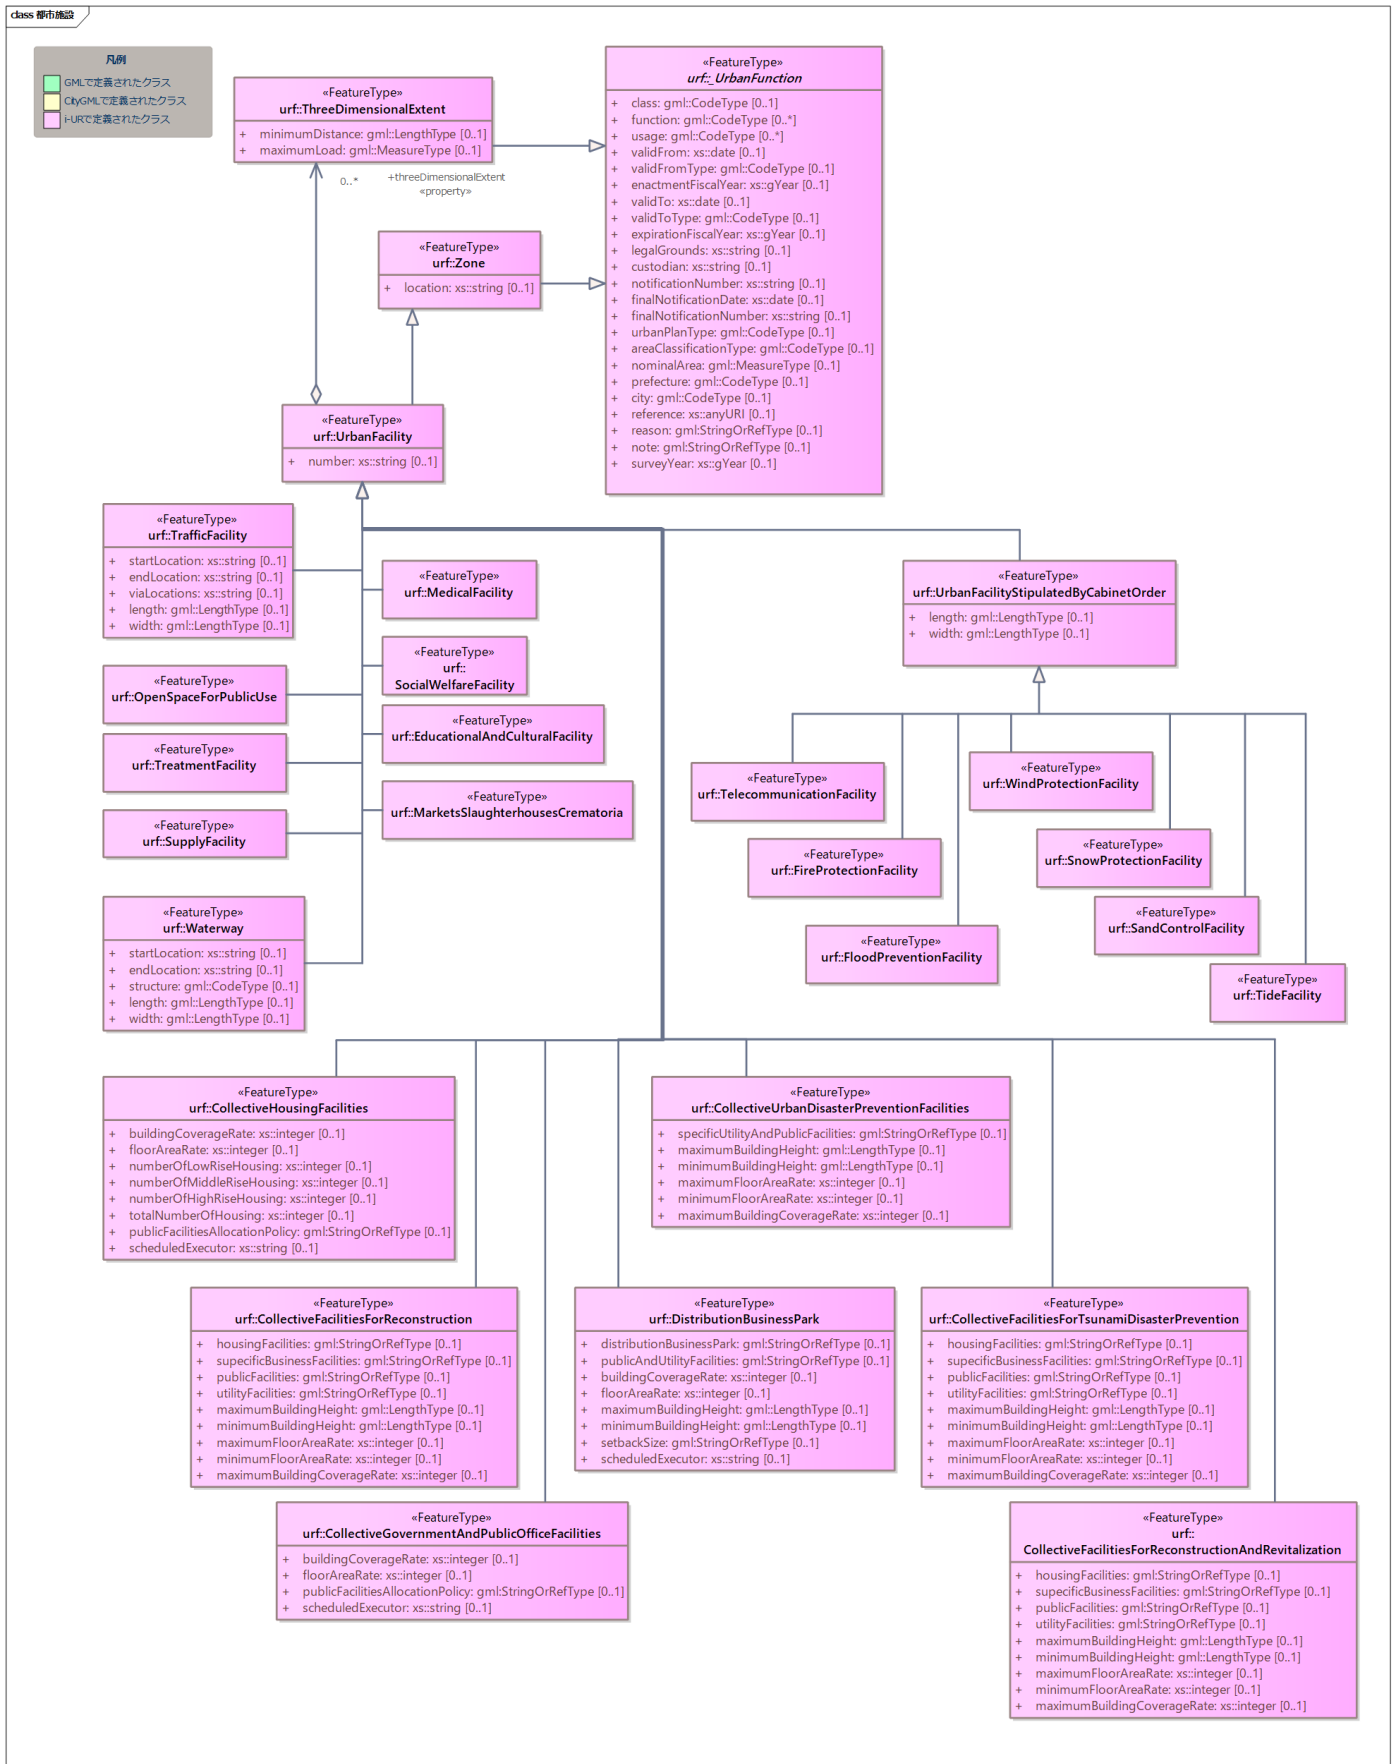 class 都市施設
凡例
GMLで定義されたクラス
CityGMLで定義されたクラス
i-URで定義されたクラス
«FeatureType»
urf::ThreeDimensionalExtent
+ minimumDistance: gml::LengthType [0..1]
+ maximumLoad: gml::MeasureType [0..1]
«FeatureType»
urf::_UrbanFunction
+ class: gml::CodeType [0..1]
+ function: gml::CodeType [0..*]
+ usage: gml::CodeType [0..*]
+ validFrom: xs::date [0..1]
+ validFromType: gml::CodeType [0..1]
+ enactmentFiscalYear: xs::gYear [0..1]
+ validTo: xs::date [0..1]
+ validToType: gml::CodeType [0..1]
+ expirationFiscalYear: xs::gYear [0..1]
+ legalGrounds: xs::string [0..1]
+ custodian: xs::string [0..1]
+ notificationNumber: xs::string [0..1]
+ finalNotificationDate: xs::date [0..1]
+ finalNotificationNumber: xs::string [0..1]
+ urbanPlanType: gml::CodeType [0..1]
+ areaClassificationType: gml::CodeType [0..1]
+ nominalArea: gml::MeasureType [0..1]
+ prefecture: gml::CodeType [0..1]
+ city: gml::CodeType [0..1]
+ reference: xs::anyURI [0..1]
+ reason: gml:StringOrRefType [0..1]
+ note: gml:StringOrRefType [0..1]
+ surveyYear: xs::gYear [0..1]
0..*
+threeDimensionalExtent
«property»
«FeatureType»
urf::Zone
+ location: xs::string [0..1]
«FeatureType»
urf::UrbanFacility
+ number: xs::string [0..1]
«FeatureType»
urf::TrafficFacility
+ startLocation: xs::string [0..1]
+ endLocation: xs::string [0..1]
+ viaLocations: xs::string [0..1]
+ length: gml::LengthType [0..1]
+ width: gml::LengthType [0..1]
«FeatureType»
urf::MedicalFacility
«FeatureType»
urf::UrbanFacilityStipulatedByCabinetOrder
+ length: gml::LengthType [0..1]
+ width: gml::LengthType [0..1]
«FeatureType»
urf::
SocialWelfareFacility
«FeatureType»
urf::OpenSpaceForPublicUse
«FeatureType»
urf::EducationalAndCulturalFacility
«FeatureType»
urf::TreatmentFacility
«FeatureType»
urf::MarketsSlaughterhousesCrematoria
«FeatureType»
urf::SupplyFacility
«FeatureType»
urf::TelecommunicationFacility
«FeatureType»
urf::WindProtectionFacility
«FeatureType»
urf::FireProtectionFacility
«FeatureType»
urf::SnowProtectionFacility
«FeatureType»
urf::SandControlFacility
«FeatureType»
urf::FloodPreventionFacility
«FeatureType»
urf::TideFacility
«FeatureType»
urf::Waterway
+ startLocation: xs::string [0..1]
+ endLocation: xs::string [0..1]
+ structure: gml::CodeType [0..1]
+ length: gml::LengthType [0..1]
+ width: gml::LengthType [0..1]
«FeatureType»
urf::CollectiveHousingFacilities
+ buildingCoverageRate: xs::integer [0..1]
+ floorAreaRate: xs::integer [0..1]
+ numberOfLowRiseHousing: xs::integer [0..1]
+ numberOfMiddleRiseHousing: xs::integer [0..1]
+ numberOfHighRiseHousing: xs::integer [0..1]
+ totalNumberOfHousing: xs::integer [0..1]
+ publicFacilitiesAllocationPolicy: gml:StringOrRefType [0..1]
+ scheduledExecutor: xs::string [0..1]
«FeatureType»
urf::CollectiveUrbanDisasterPreventionFacilities
+ specificUtilityAndPublicFacilities: gml:StringOrRefType [0..1]
+ maximumBuildingHeight: gml::LengthType [0..1]
+ minimumBuildingHeight: gml::LengthType [0..1]
+ maximumFloorAreaRate: xs::integer [0..1]
+ minimumFloorAreaRate: xs::integer [0..1]
+ maximumBuildingCoverageRate: xs::integer [0..1]
«FeatureType»
urf::CollectiveFacilitiesForReconstruction
+ housingFacilities: gml:StringOrRefType [0..1]
+ supecificBusinessFacilities: gml:StringOrRefType [0..1]
+ publicFacilities: gml:StringOrRefType [0..1]
+ utilityFacilities: gml:StringOrRefType [0..1]
+ maximumBuildingHeight: gml::LengthType [0..1]
+ minimumBuildingHeight: gml::LengthType [0..1]
+ maximumFloorAreaRate: xs::integer [0..1]
+ minimumFloorAreaRate: xs::integer [0..1]
+ maximumBuildingCoverageRate: xs::integer [0..1]
«FeatureType»
urf::DistributionBusinessPark
+ distributionBusinessPark: gml:StringOrRefType [0..1]
+ publicAndUtilityFacilities: gml:StringOrRefType [0..1]
+ buildingCoverageRate: xs::integer [0..1]
+ floorAreaRate: xs::integer [0..1]
+ maximumBuildingHeight: gml::LengthType [0..1]
+ minimumBuildingHeight: gml::LengthType [0..1]
+ setbackSize: gml:StringOrRefType [0..1]
+ scheduledExecutor: xs::string [0..1]
«FeatureType»
urf::CollectiveFacilitiesForTsunamiDisasterPrevention
+ housingFacilities: gml:StringOrRefType [0..1]
+ supecificBusinessFacilities: gml:StringOrRefType [0..1]
+ publicFacilities: gml:StringOrRefType [0..1]
+ utilityFacilities: gml:StringOrRefType [0..1]
+ maximumBuildingHeight: gml::LengthType [0..1]
+ minimumBuildingHeight: gml::LengthType [0..1]
+ maximumFloorAreaRate: xs::integer [0..1]
+ minimumFloorAreaRate: xs::integer [0..1]
+ maximumBuildingCoverageRate: xs::integer [0..1]
«FeatureType»
urf::CollectiveGovernmentAndPublicOfficeFacilities
+ buildingCoverageRate: xs::integer [0..1]
+ floorAreaRate: xs::integer [0..1]
+ publicFacilitiesAllocationPolicy: gml:StringOrRefType [0..1]
+ scheduledExecutor: xs::string [0..1]
«FeatureType»
urf::
CollectiveFacilitiesForReconstructionAndRevitalization
+ housingFacilities: gml:StringOrRefType [0..1]
+ supecificBusinessFacilities: gml:StringOrRefType [0..1]
+ publicFacilities: gml:StringOrRefType [0..1]
+ utilityFacilities: gml:StringOrRefType [0..1]
+ maximumBuildingHeight: gml::LengthType [0..1]
+ minimumBuildingHeight: gml::LengthType [0..1]
+ maximumFloorAreaRate: xs::integer [0..1]
+ minimumFloorAreaRate: xs::integer [0..1]
+ maximumBuildingCoverageRate: xs::integer [0..1]